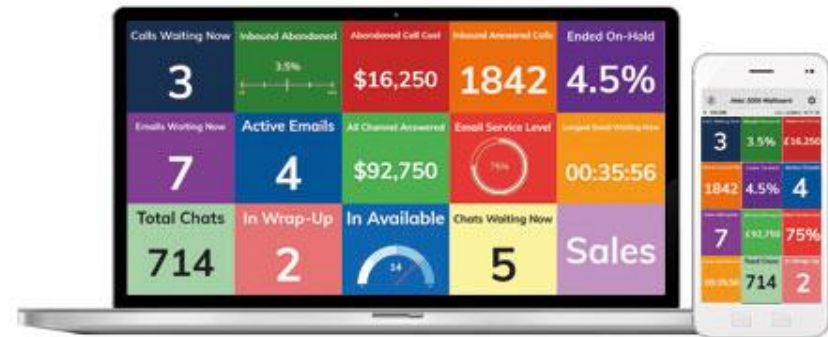 Calls Waiting Now
Inbound Abandoned
Abandoned Call Cost
Inbound Answered Calls
Ended On-Hold
3
3.5%
$16,250
1842
4.5%
Emails Waiting Now
Active Emails
All Channel Answered
Email Service Level
Longest Email Waiting Now
7
4
$92,750
75%
00:35:56
Total Chats
In Wrap-Up
In Available
Chats Waiting Now
Sales
714
2
14
5
3
3.5%
£16,250
1842
4.5%
4
7
£92,750
75%
00:35:56
Total Chats
714
In Wrap-Up
2